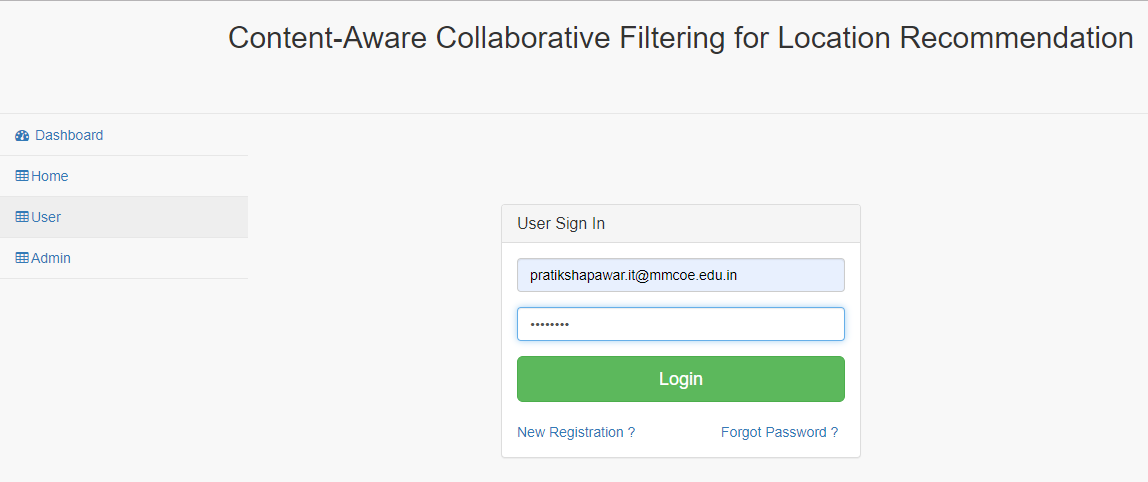 Content-Aware Collaborative Filtering for Location Recommendation
Dashboard
Home
User
Admin
User Sign In
pratikshapawar.it@mmcoe.edu.in
••••••••
Login
New Registration ? Forgot Password ?